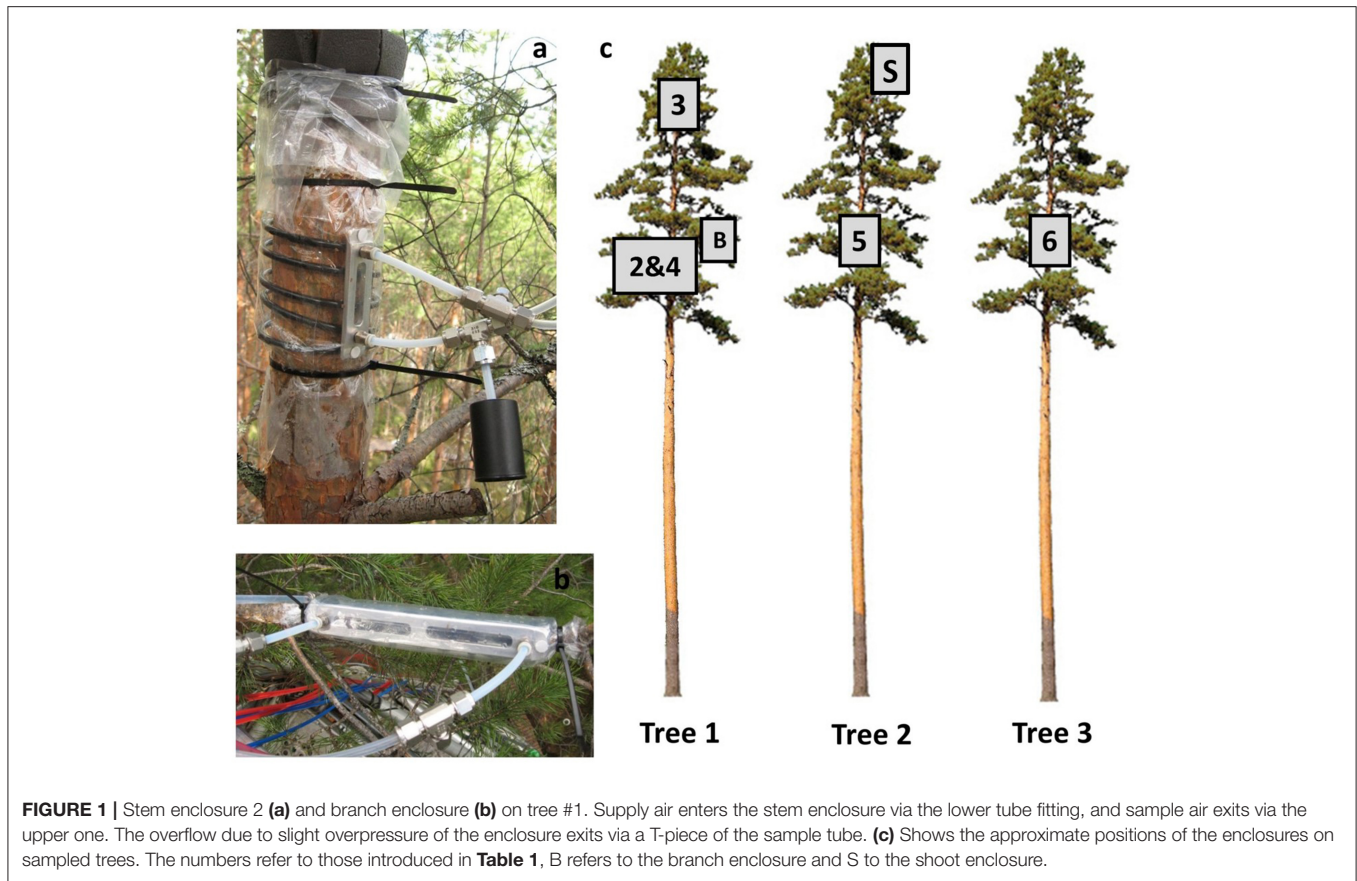 a
c
3
S
B
2&4
5
6
b
Tree 1
Tree 2
Tree 3
FIGURE 1 | Stem enclosure 2 (a) and branch enclosure (b) on tree #1. Supply air enters the stem enclosure via the lower tube fitting, and sample air exits via the
upper one. The overflow due to slight overpressure of the enclosure exits via a T-piece of the sample tube. (c) Shows the approximate positions of the enclosures on
sampled trees. The numbers refer to those introduced in Table 1, B refers to the branch enclosure and S to the shoot enclosure.